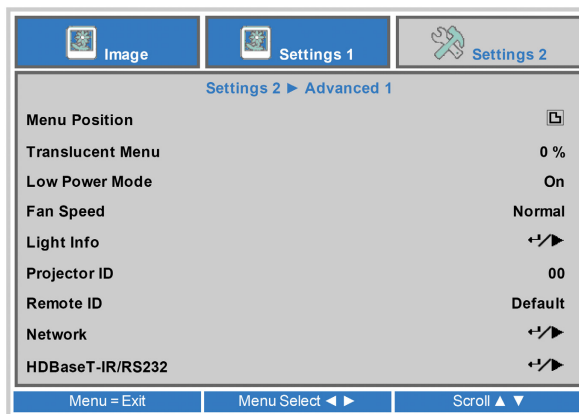 Image Settings 1 Settings 2
Settings 2 ► Advanced 1
Menu Position
Translucent Menu 0 %
Low Power Mode On
Fan Speed Normal
Light Info ↵/►
Projector ID 00
Remote ID Default
Network ↵/►
HDBaseT-IR/RS232 ↵/►
Menu = Exit Menu Select ◄ ► Scroll ▲ ▼